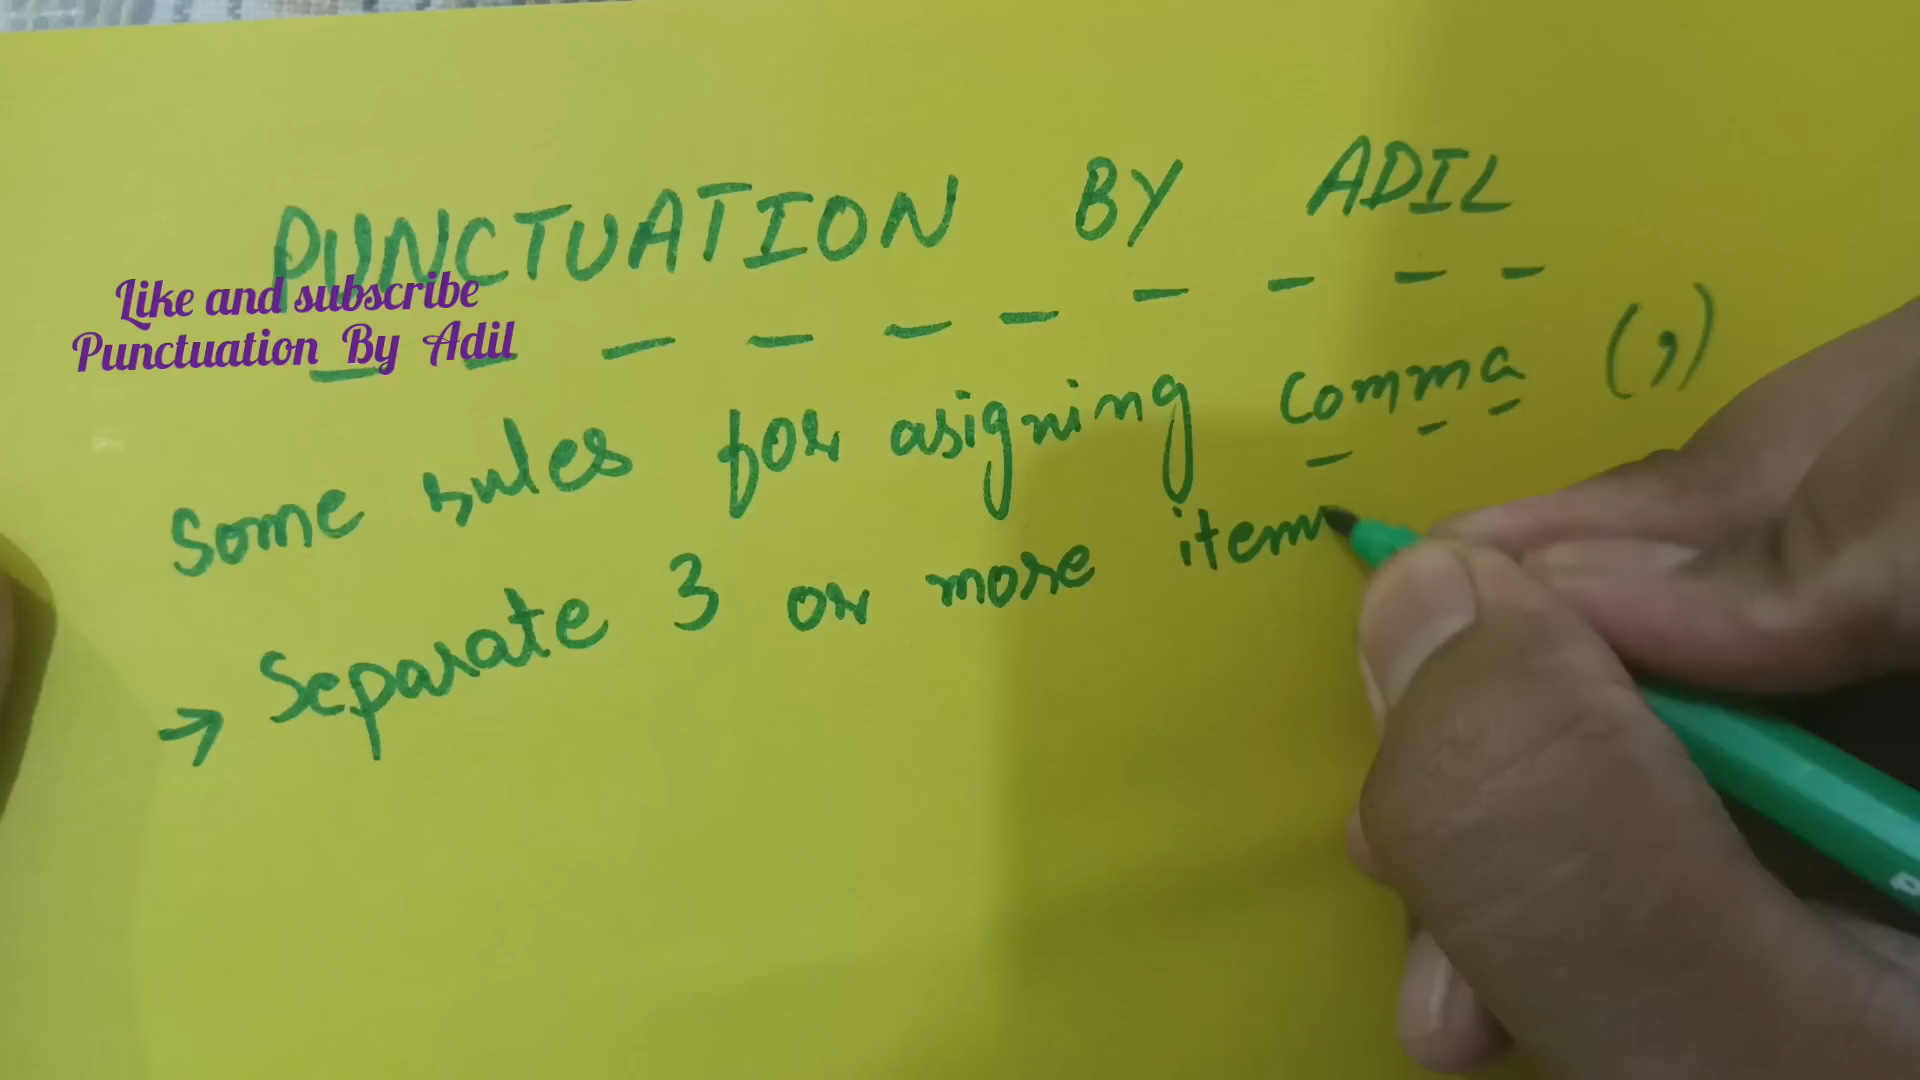 PUNCTUATION BY ADIL
Like and subscribe
Punctuation By Adil
Some rules for asigning comma (,)
→ Separate 3 or more item